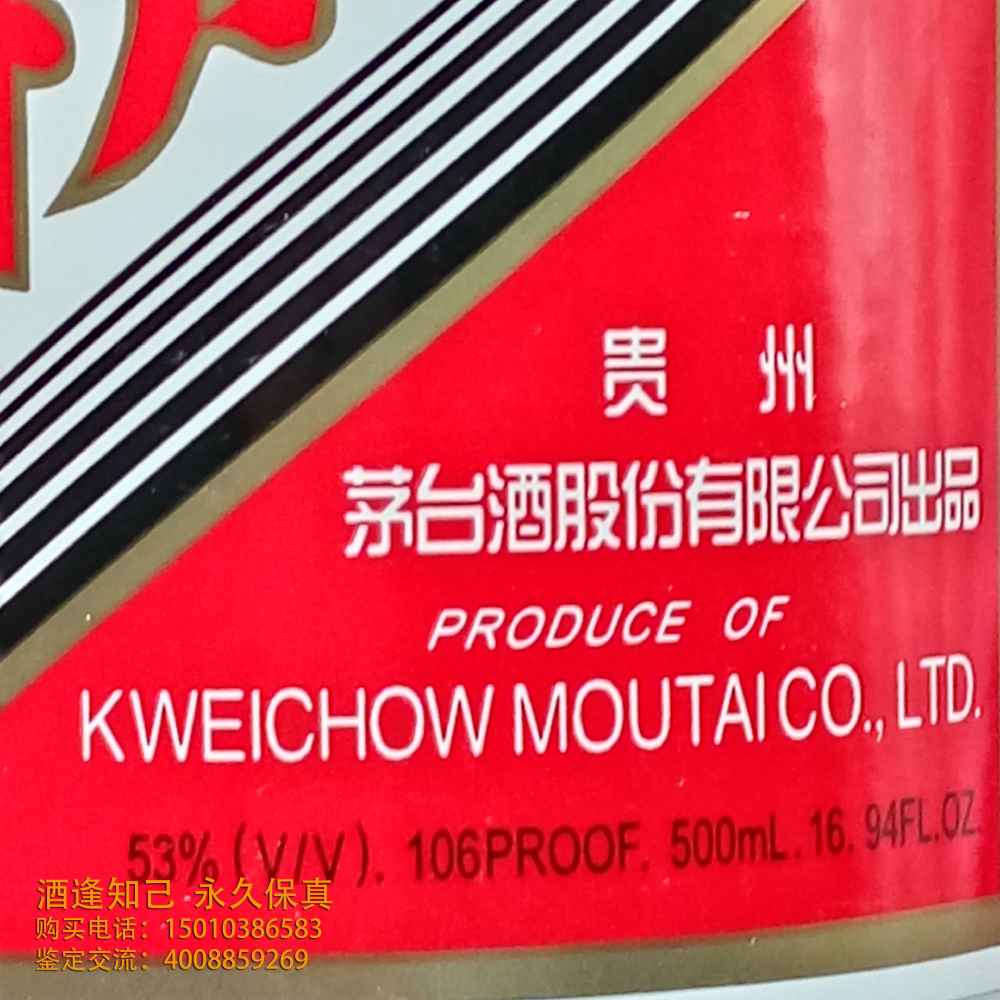 贵 州
茅台酒股份有限公司出品
PRODUCE OF
KWEICHOW MOUTAI CO., LTD.
53% (V/V). 106PROOF. 500mL. 16. 94FL.OZ
酒逢知己·永久保真
购买电话：15010386583
鉴定交流：4008859269